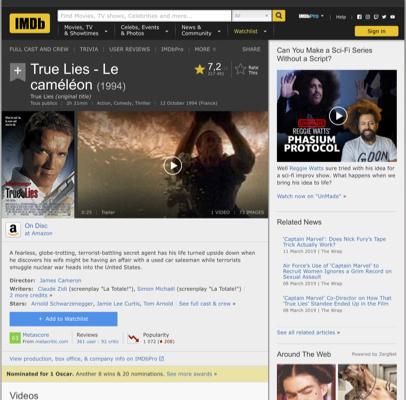 IMDb
Find Movies, TV shows, Celebrities and more...
All
IMDbPro
Help
Movies, TV & Showtimes
Celebs, Events & Photos
News & Community
Watchlist
Sign in
FULL CAST AND CREW | TRIVIA | USER REVIEWS | IMDbPro | MORE
SHARE
True Lies - Le caméléon (1994)
True Lies (original title)
Tous publics | 2h 21min | Action, Comedy, Thriller | 12 October 1994 (France)
7,2
Rate This
True Lies
0:25 | Trailer
1 VIDEO | 73 IMAGES
On Disc
at Amazon
A fearless, globe-trotting, terrorist-battling secret agent has his life turned upside down when
he discovers his wife might be having an affair with a used car salesman while terrorists
smuggle nuclear war heads into the United States.
Director: James Cameron
Writers: Claude Zidi (screenplay "La Totale!"), Simon Michaël (screenplay "La Totale!") |
2 more credits »
Stars: Arnold Schwarzenegger, Jamie Lee Curtis, Tom Arnold | See full cast & crew »
+ Add to Watchlist
63
Metascore
From metacritic.com
Reviews
361 user | 92 critic
Popularity
1 072 (208)
View production, box office, & company info on IMDbPro
Nominated for 1 Oscar. Another 8 wins & 20 nominations. See more awards »
Videos
Can You Make a Sci-Fi Series
Without a Script?
REGGIE WATTS'
PHASIUM
PROTOCOL
Well Reggie Watts sure tried with his idea for
a sci-fi improv show. What happens when we
bring his idea to life?
Watch now on "UnMade" »
Related News
'Captain Marvel': Does Nick Fury's Tape
Trick Actually Work?
11 March 2019 | The Wrap
Air Force's Use of 'Captain Marvel' to
Recruit Women Ignores a Grim Record on
Sexual Assault
08 March 2019 | The Wrap
'Captain Marvel' Co-Director on How That
'True Lies' Standee Ended Up in the Film
08 March 2019 | The Wrap
See all related articles »
Around The Web
Powered by ZergNet